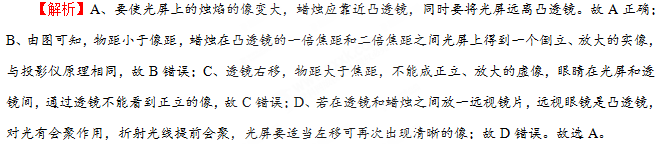 【解析】A、要使光屏上的烛焰的像变大，蜡烛应靠近凸透镜，同时要将光屏远离凸透镜。故 A 正确；
B、由图可知，物距小于像距，蜡烛在凸透镜的一倍焦距和二倍焦距之间光屏上得到一个倒立、放大的实像，
与投影仪原理相同，故 B 错误；C、透镜右移，物距大于焦距，不能成正立、放大的虚像，眼睛在光屏和透
镜间，通过透镜不能看到正立的像，故 C 错误；D、若在透镜和蜡烛之间放一远视镜片，远视眼镜是凸透镜，
对光有会聚作用，折射光线提前会聚，光屏要适当左移可再次出现清晰的像；故 D 错误。故选 A。